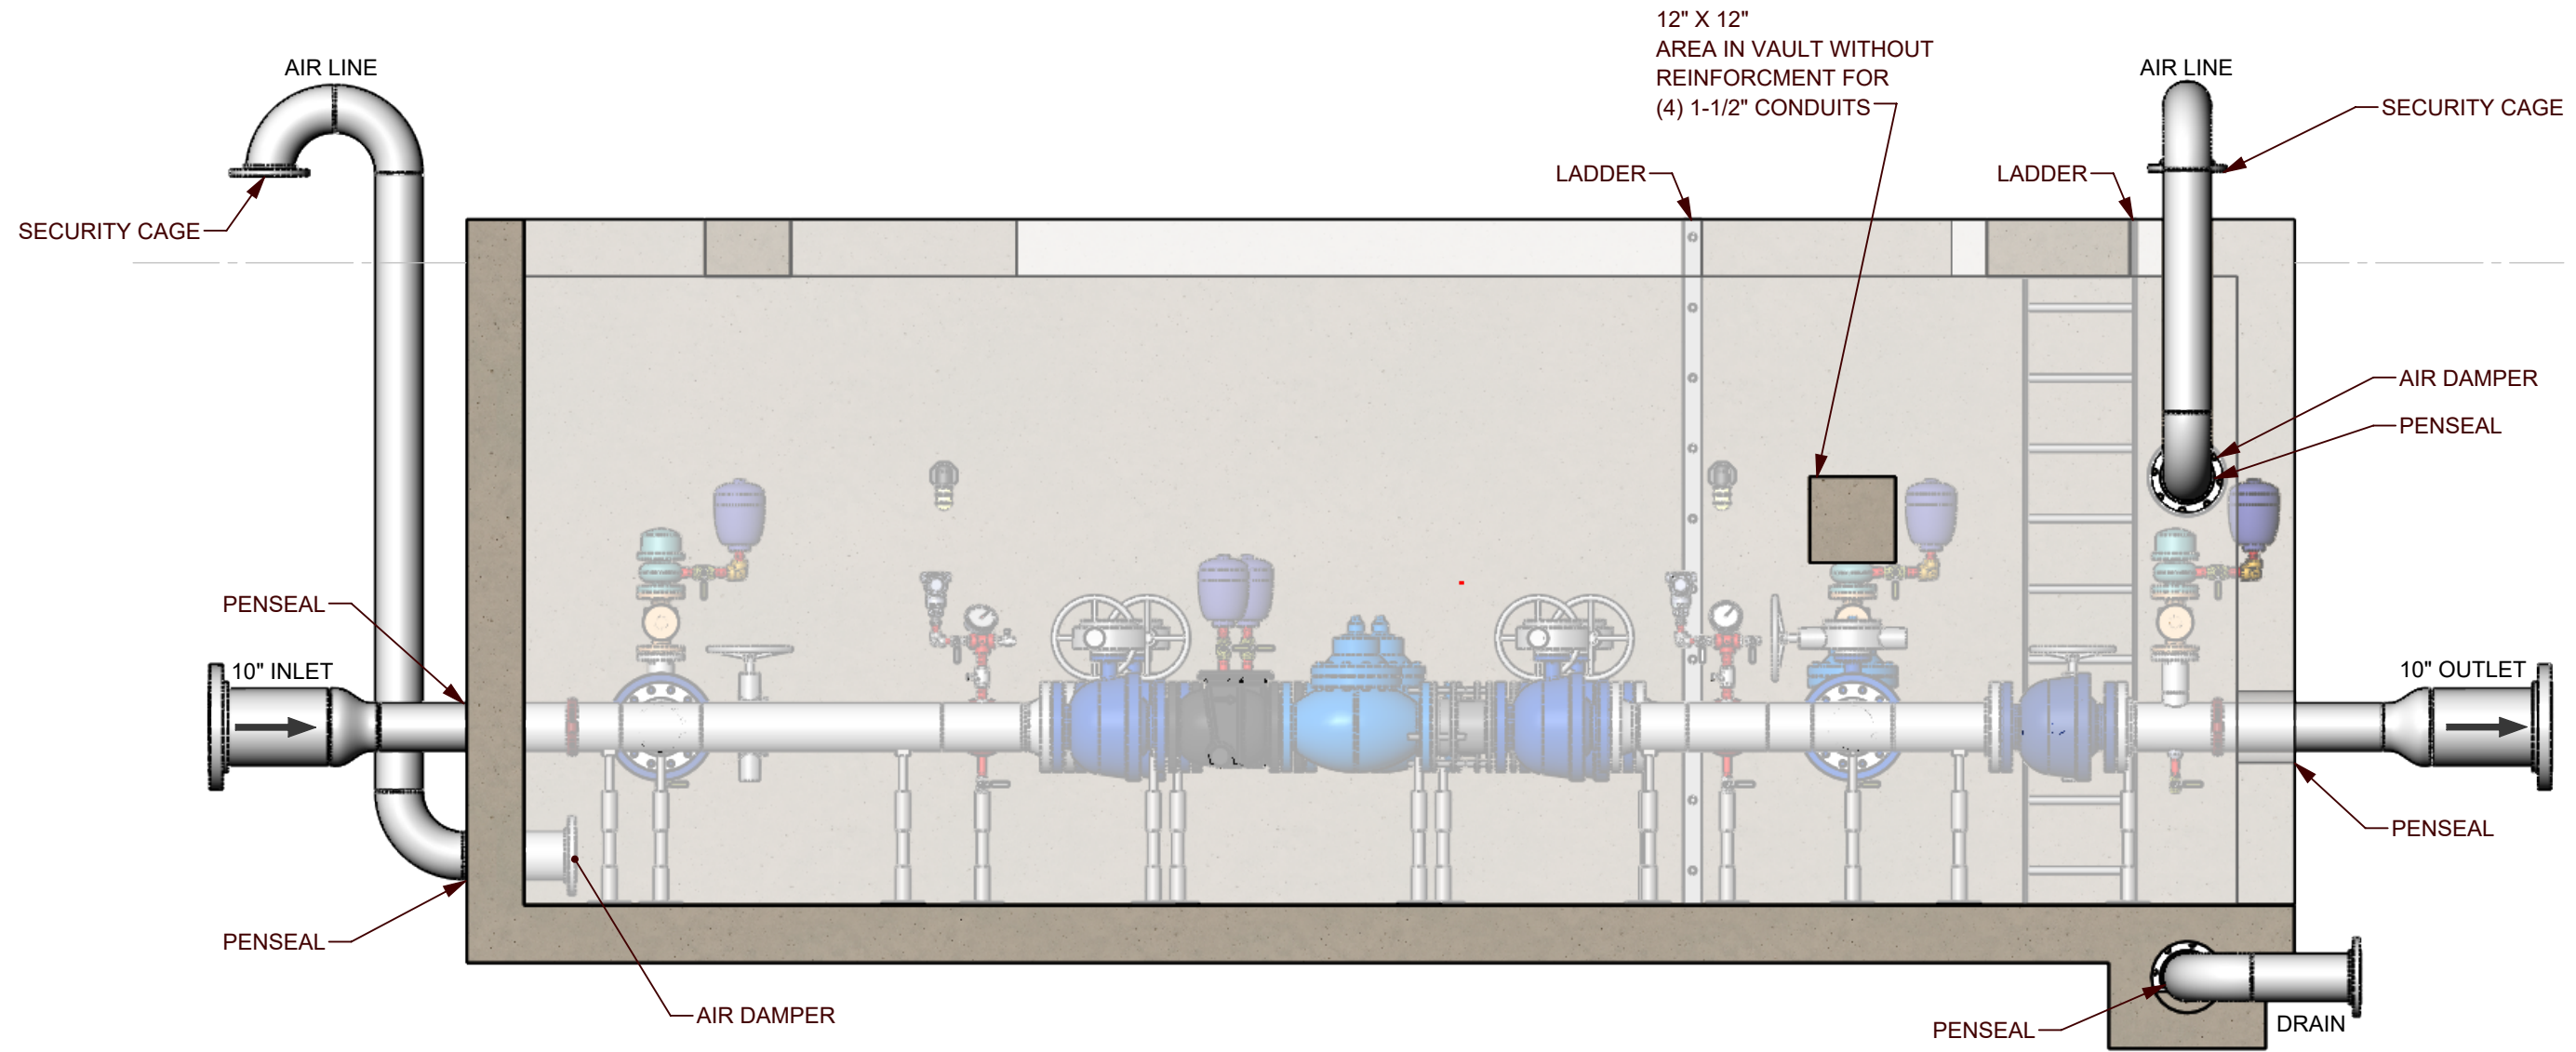 12" X 12"
AREA IN VAULT WITHOUT
REINFORCMENT FOR
(4) 1-1/2" CONDUITS
AIR LINE
AIR LINE
SECURITY CAGE
LADDER
LADDER
SECURITY CAGE
AIR DAMPER
PENSEAL
PENSEAL
10" INLET
10" OUTLET
PENSEAL
PENSEAL
AIR DAMPER
DRAIN
PENSEAL